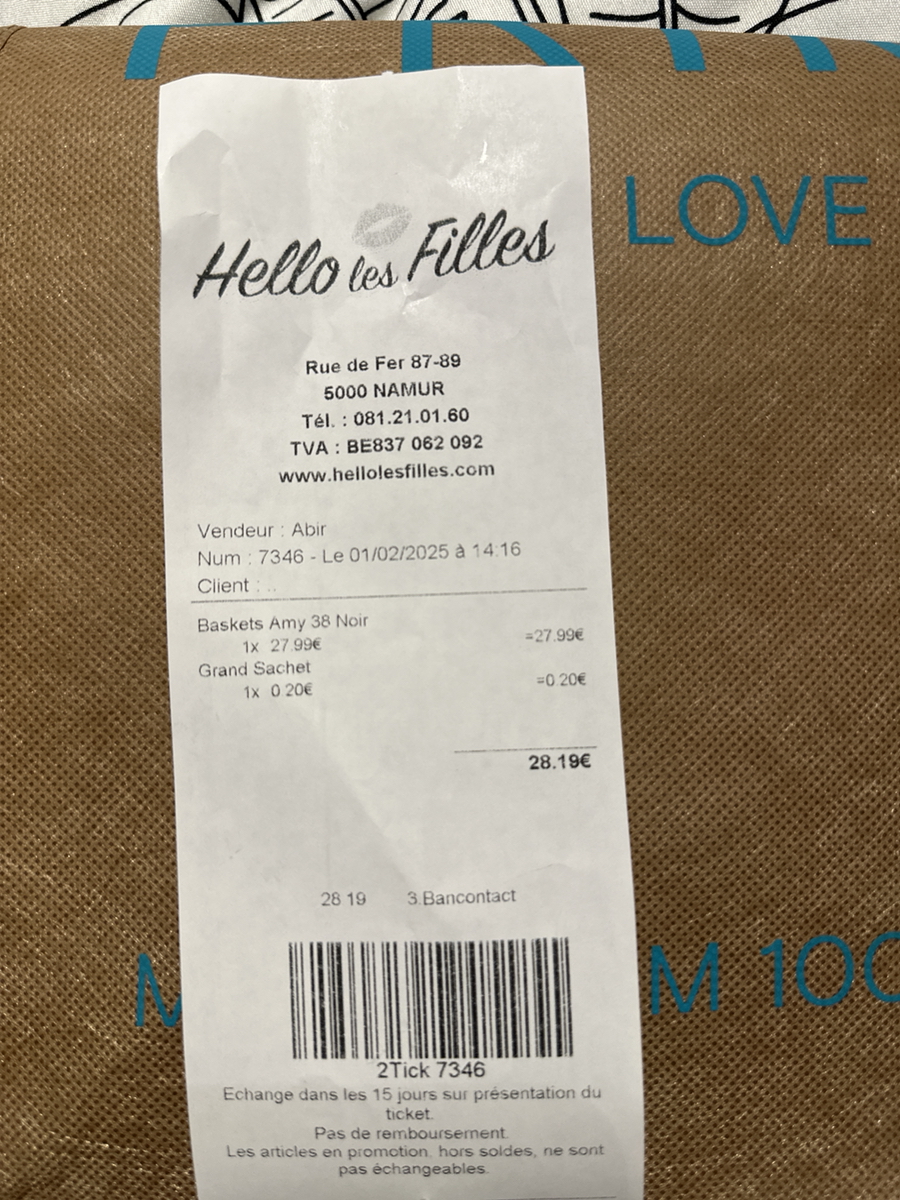 LOVE
Hello les Filles
Rue de Fer 87-89
5000 NAMUR
Tél. : 081.21.01.60
TVA : BE837 062 092
www.hellolesfilles.com
Vendeur : Abir
Num : 7346 - Le 01/02/2025 à 14:16
Client : ..
Baskets Amy 38 Noir
1x 27.99€ =27.99€
Grand Sachet
1x 0.20€ =0.20€
28.19€
28.19 3.Bancontact
M M 100
2Tick 7346
Echange dans les 15 jours sur présentation du
ticket.
Pas de remboursement.
Les articles en promotion, hors soldes, ne sont
pas échangeables.